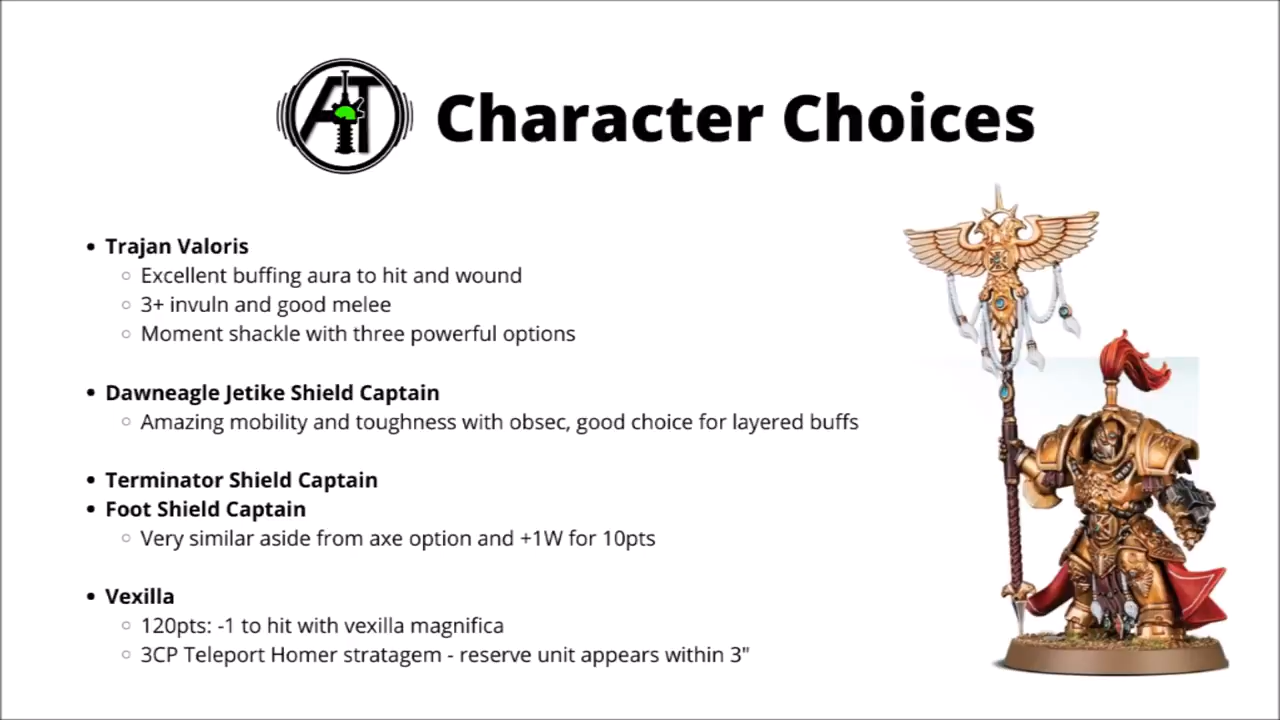 AT
Character Choices
• Trajan Valoris
○ Excellent buffing aura to hit and wound
○ 3+ invuln and good melee
○ Moment shackle with three powerful options
• Dawneagle Jetike Shield Captain
○ Amazing mobility and toughness with obsec, good choice for layered buffs
• Terminator Shield Captain
• Foot Shield Captain
○ Very similar aside from axe option and +1W for 10pts
• Vexilla
○ 120pts: -1 to hit with vexilla magnifica
○ 3CP Teleport Homer stratagem - reserve unit appears within 3"